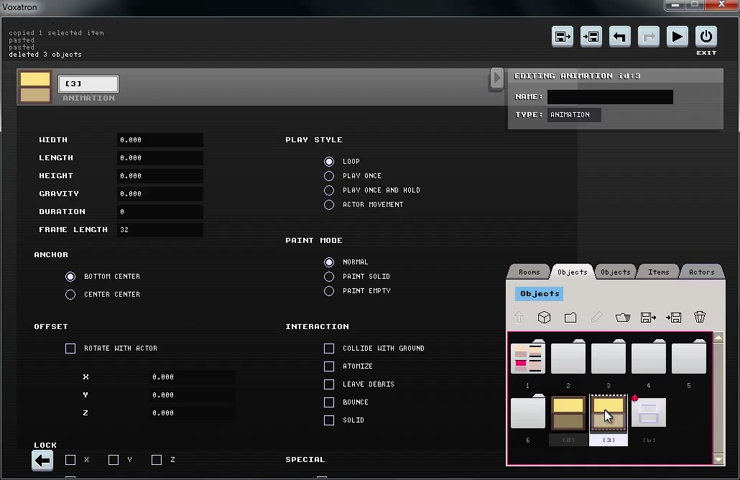 Voxatron
copied 1 selected item
pasted
pasted
deleted 3 objects
EXIT
[3]
ANIMATION
EDITING ANIMATION id:3
NAME:
TYPE: ANIMATION
WIDTH 0.000
LENGTH 0.000
HEIGHT 0.000
GRAVITY 0.000
DURATION 0
FRAME LENGTH 32
PLAY STYLE
LOOP
PLAY ONCE
PLAY ONCE AND HOLD
ACTOR MOVEMENT
ANCHOR
BOTTOM CENTER
CENTER CENTER
PAINT MODE
NORMAL
PAINT SOLID
PAINT EMPTY
OFFSET
ROTATE WITH ACTOR
X 0.000
Y 0.000
Z 0.000
INTERACTION
COLLIDE WITH GROUND
ATOMIZE
LEAVE DEBRIS
BOUNCE
SOLID
LOCK
X Y Z
SPECIAL
Rooms Objects Objects Items Actors
Objects
1 2 3 4 5
6 [3]